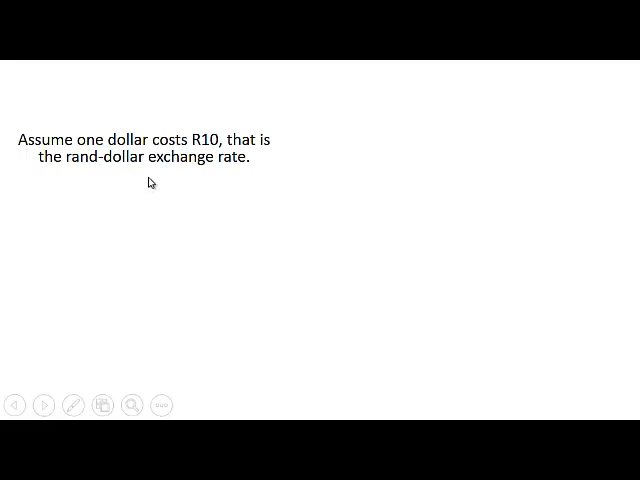 Assume one dollar costs R10, that is
the rand-dollar exchange rate.